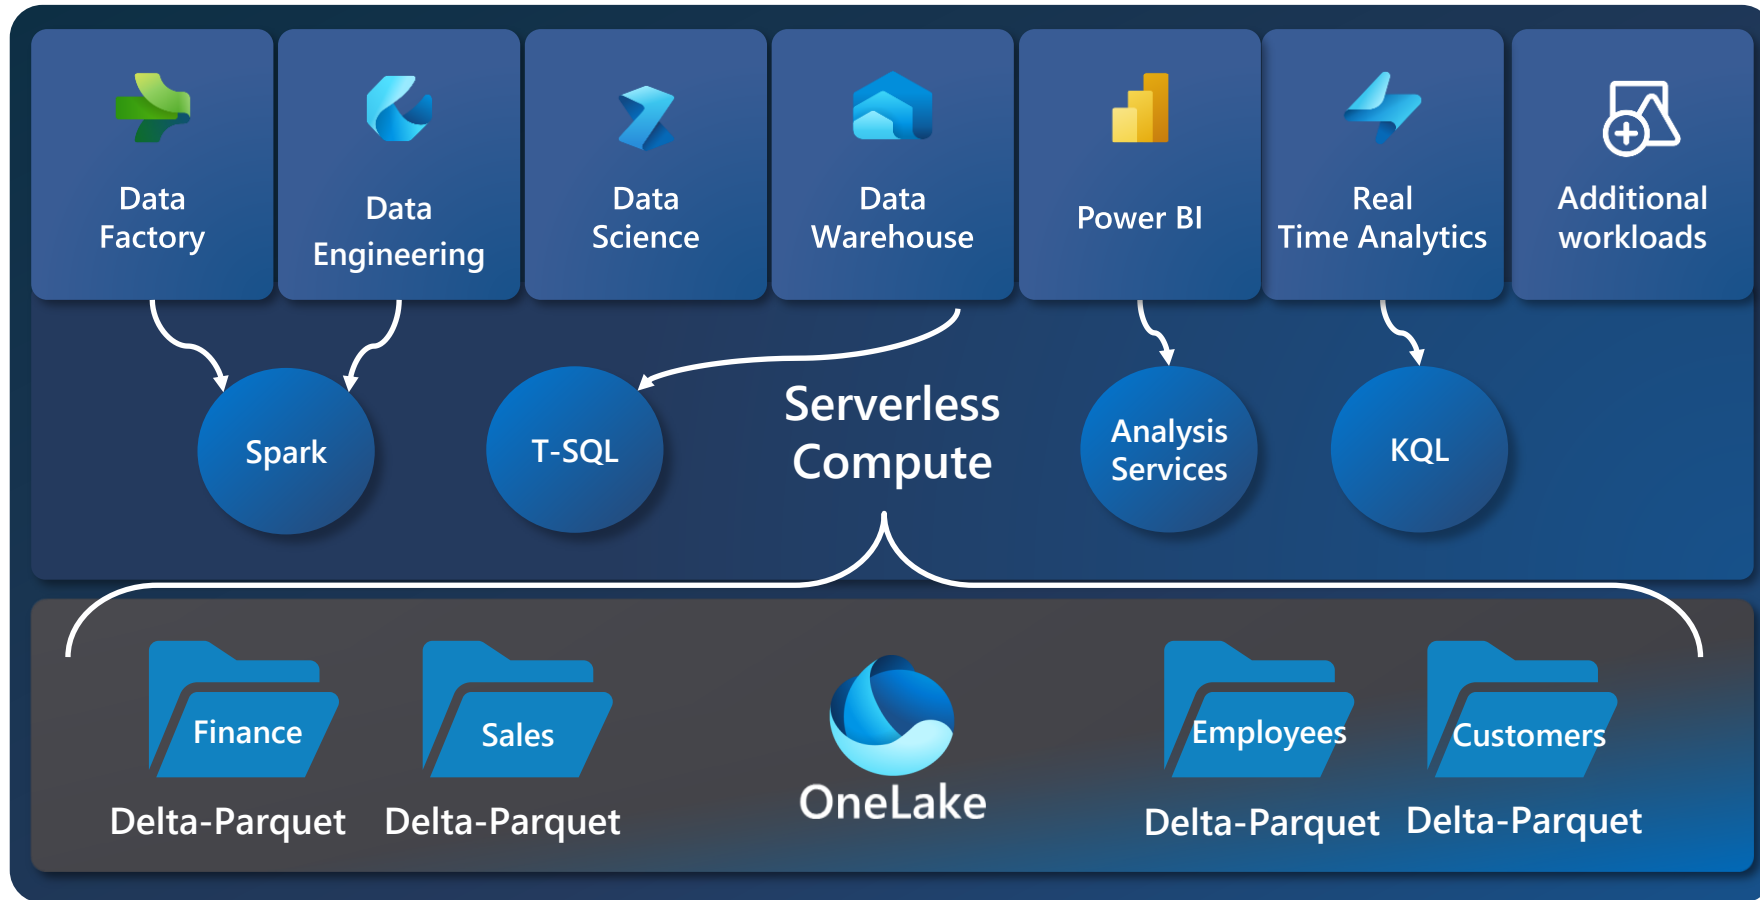 Data
Factory
Data
Engineering
Data
Science
Data
Warehouse
Power BI
Real
Time Analytics
Additional
workloads
Spark
T-SQL
Serverless
Compute
Analysis
Services
KQL
Finance
Sales
Employees
Customers
Delta-Parquet
Delta-Parquet
OneLake
Delta-Parquet
Delta-Parquet